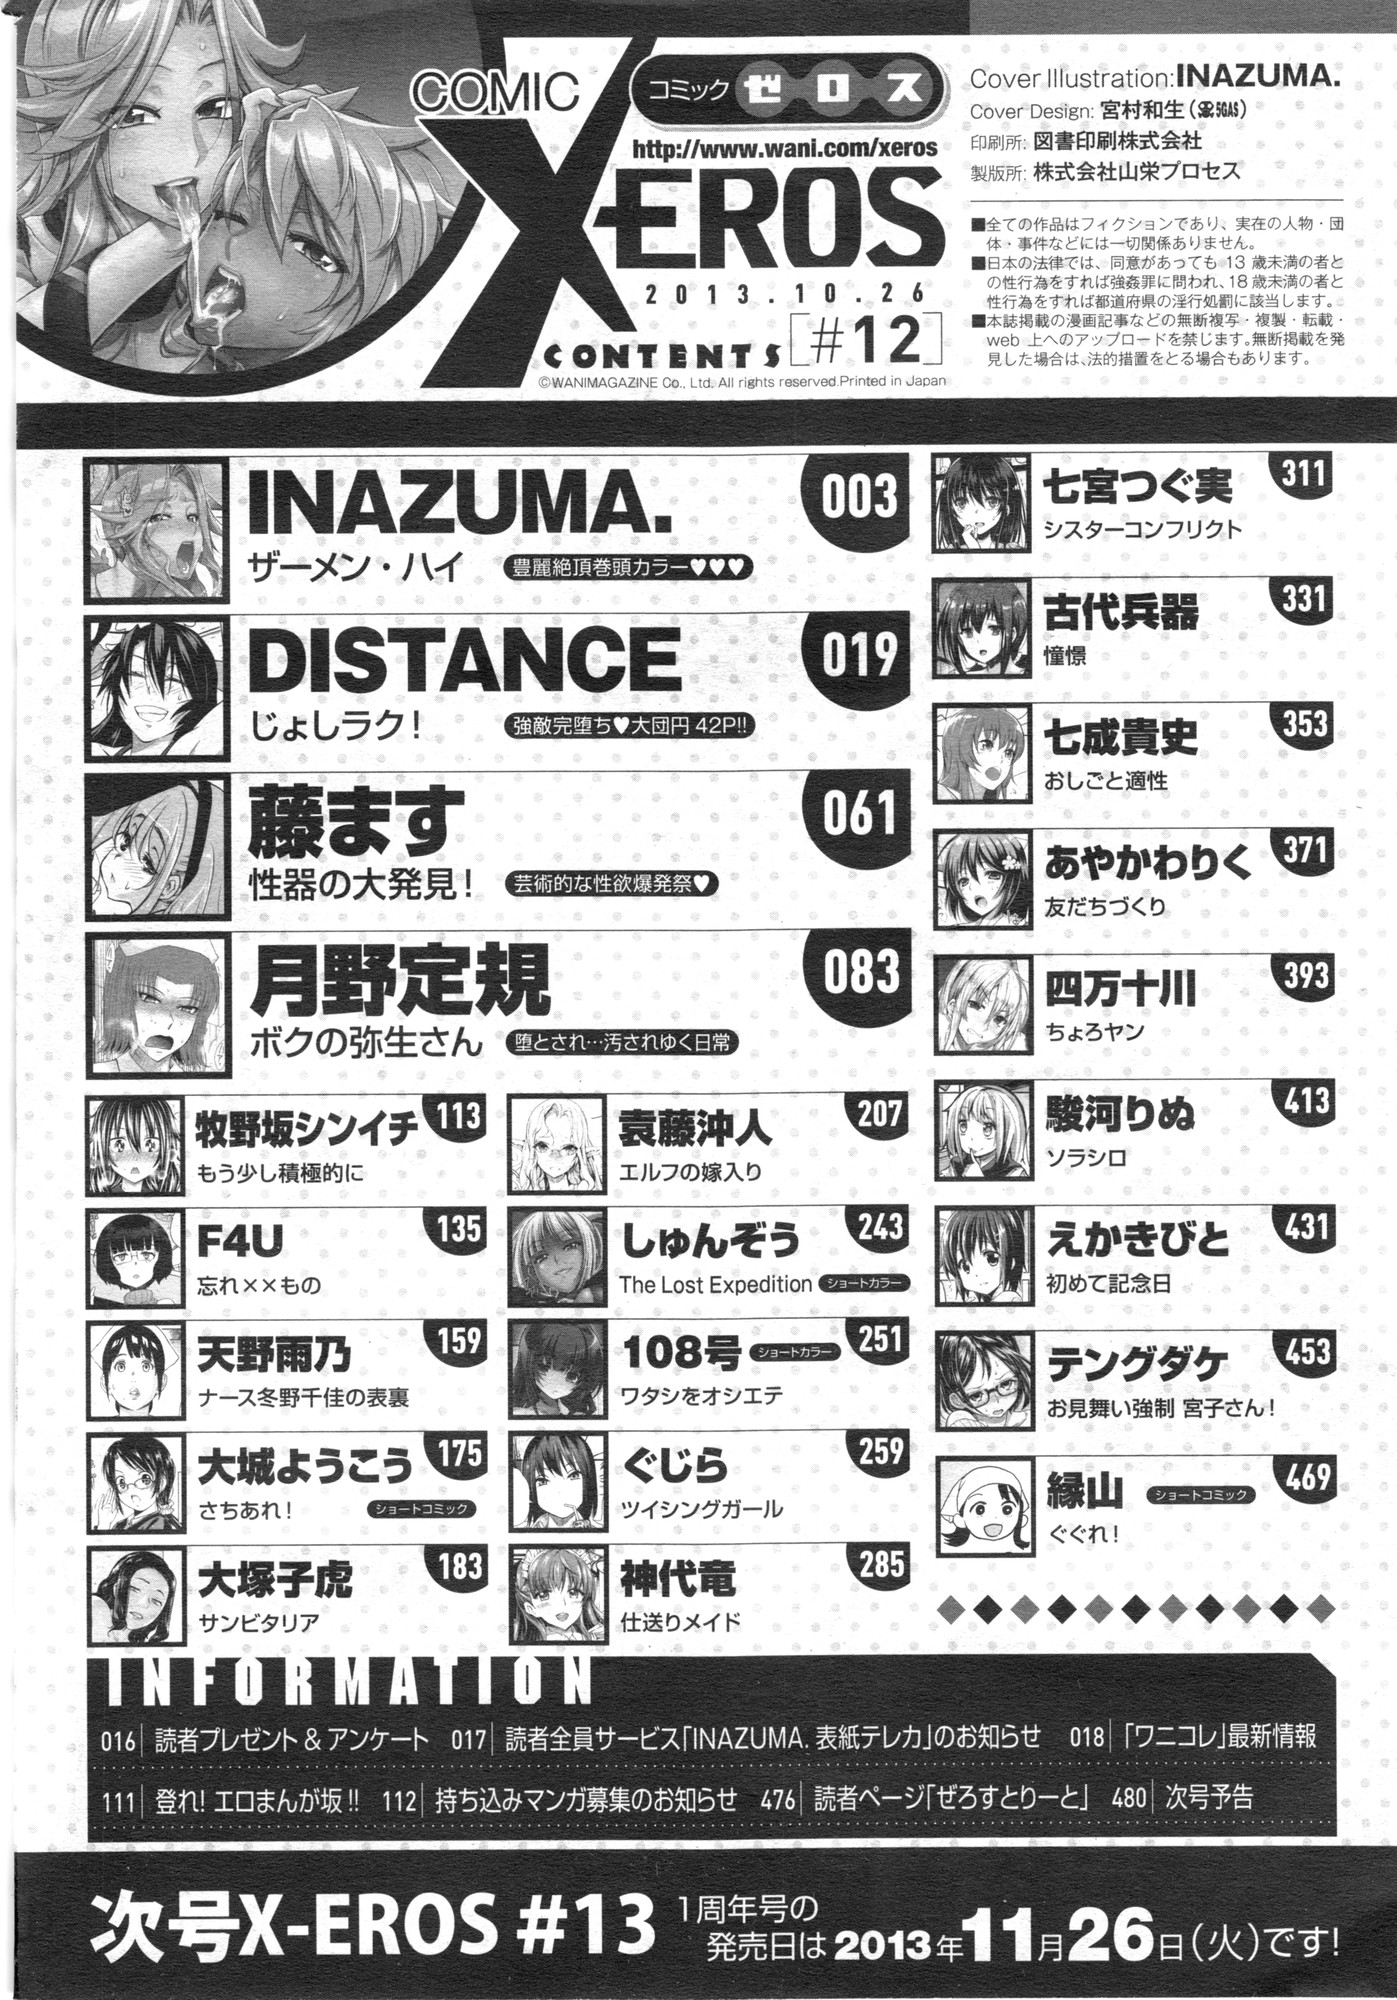 COMIC
X-EROS
コミックゼロス
http://www.wani.com/xeros
2013.10.26
CONTENTS [#12]
©WANIMAGAZINE Co., Ltd. All rights reserved.Printed in Japan
Cover Illustration:INAZUMA.
Cover Design: 宮村和生(5GAS)
印刷所: 図書印刷株式会社
製版所: 株式会社山栄プロセス
■全ての作品はフィクションであり、実在の人物・団
体・事件などには一切関係ありません。
■日本の法律では、同意があっても 13 歳未満の者と
の性行為をすれば強姦罪に問われ、18 歳未満の者と
性行為をすれば都道府県の淫行処罰に該当します。
■本誌掲載の漫画記事などの無断複写・複製・転載・
web 上へのアップロードを禁じます。無断掲載を発
見した場合は、法的措置をとる場合もあります。
INAZUMA.
003
ザーメン・ハイ
豊麗絶頂巻頭カラー♥♥♥
DISTANCE
019
じょしラク!
強敵完堕ち♥大団円 42P!!
藤ます
061
性器の大発見!
芸術的な性欲爆発祭♥
月野定規
083
ボクの弥生さん
堕とされ…汚されゆく日常
牧野坂シンイチ
113
もう少し積極的に
F4U
135
忘れ××もの
天野雨乃
159
ナース冬野千佳の表裏
大城ようこう
175
さちあれ!
ショートコミック
大塚子虎
183
サンビタリア
袁藤沖人
207
エルフの嫁入り
しゅんぞう
243
The Lost Expedition
ショートカラー
108号
ショートカラー
251
ワタシをオシエテ
ぐじら
259
ツイシングガール
神代竜
285
仕送りメイド
七宮つぐ実
311
シスターコンフリクト
古代兵器
331
憧憬
七成貴史
353
おしごと適性
あやかわりく
371
友だちづくり
四万十川
393
ちょろヤン
駿河りぬ
413
ソラシロ
えかきびと
431
初めて記念日
テングダケ
453
お見舞い強制 宮子さん!
縁山
ショートコミック
469
ぐぐれ!
INFORMATION
016 読者プレゼント & アンケート 017 読者全員サービス「INAZUMA. 表紙テレカ」のお知らせ 018 「ワニコレ」最新情報
111 登れ! エロまんが坂!! 112 持ち込みマンガ募集のお知らせ 476 読者ページ「ぜろすとりーと」 480 次号予告
次号X-EROS #13
1周年号の
発売日は2013年11月26日(火)です!